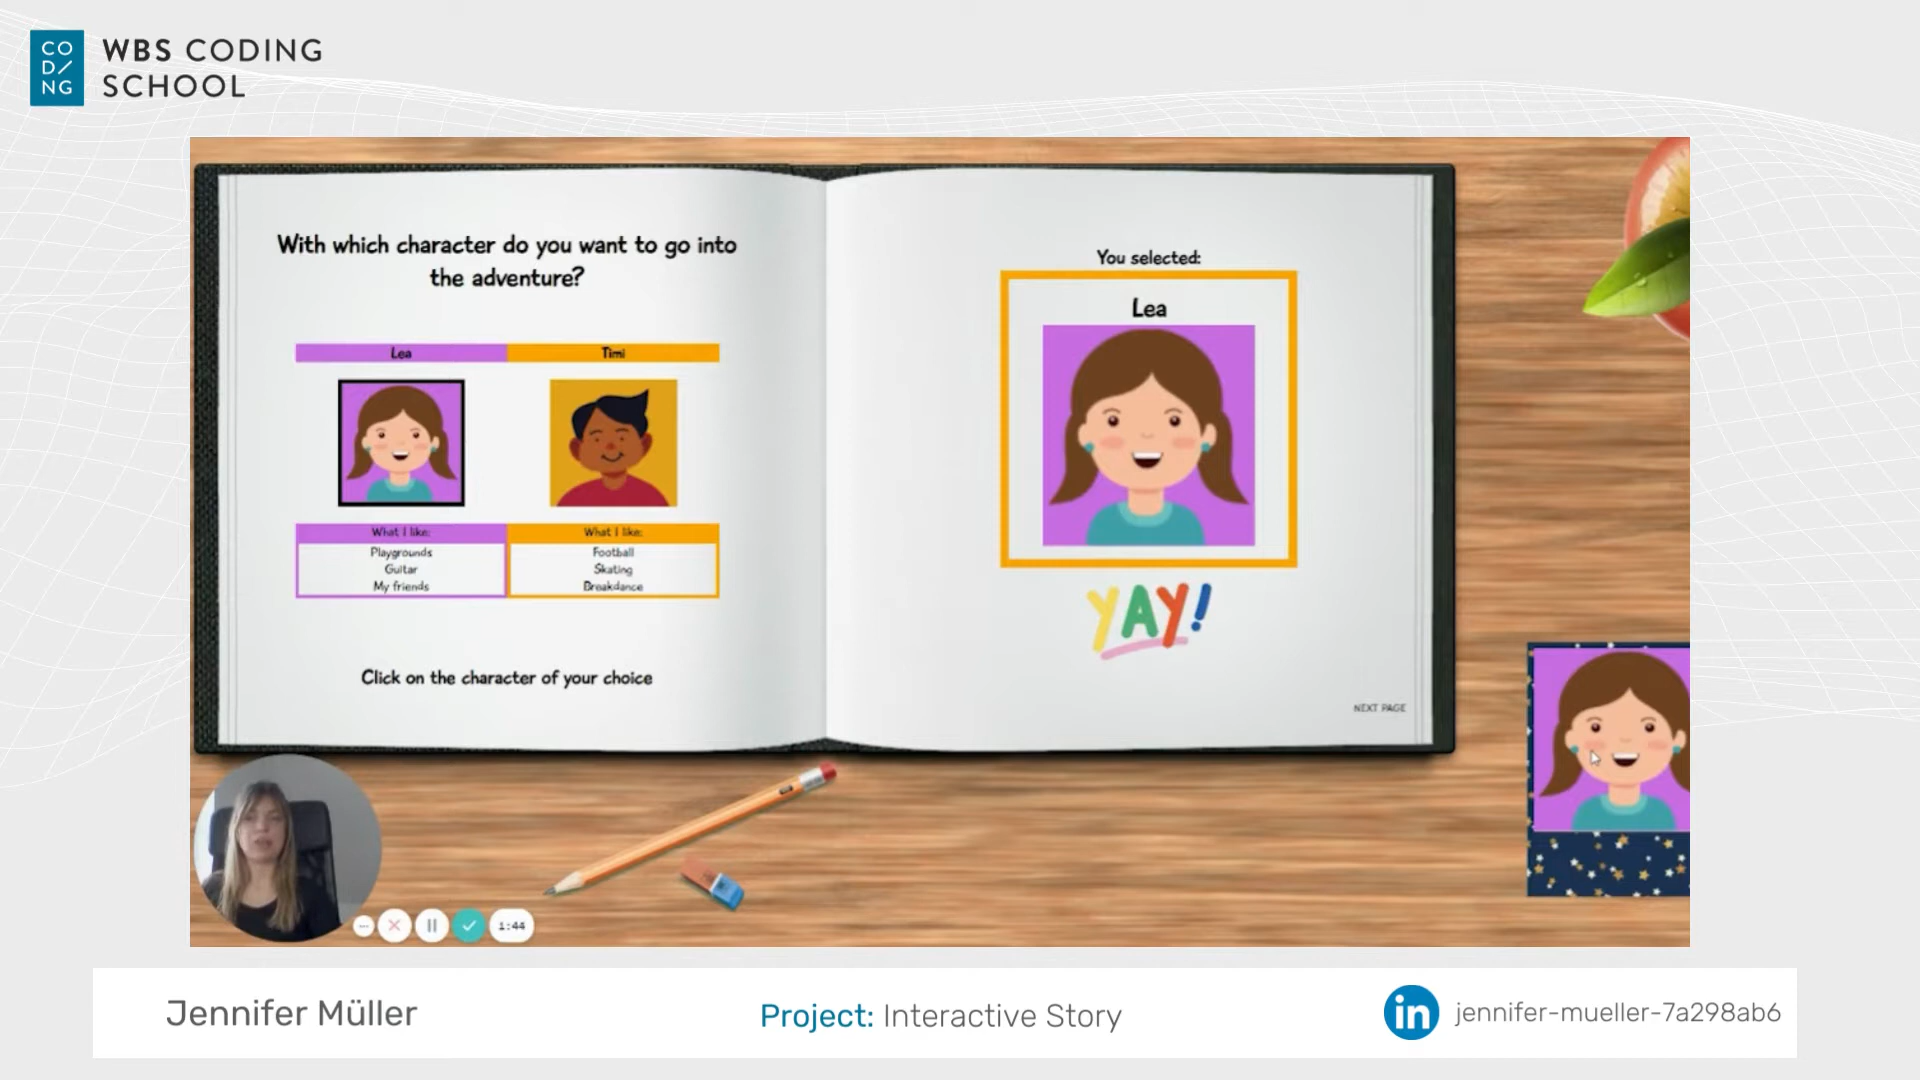 CO
D/
NG
WBS CODING
SCHOOL
With which character do you want to go into
the adventure?
Lea
Timi
What I like:
What I like:
Playgrounds
Football
Guitar
Skating
My friends
Breakdance
Click on the character of your choice
You selected:
Lea
YAY!
NEXT PAGE
1:44
Jennifer Müller
Project: Interactive Story
in
jennifer-mueller-7a298ab6